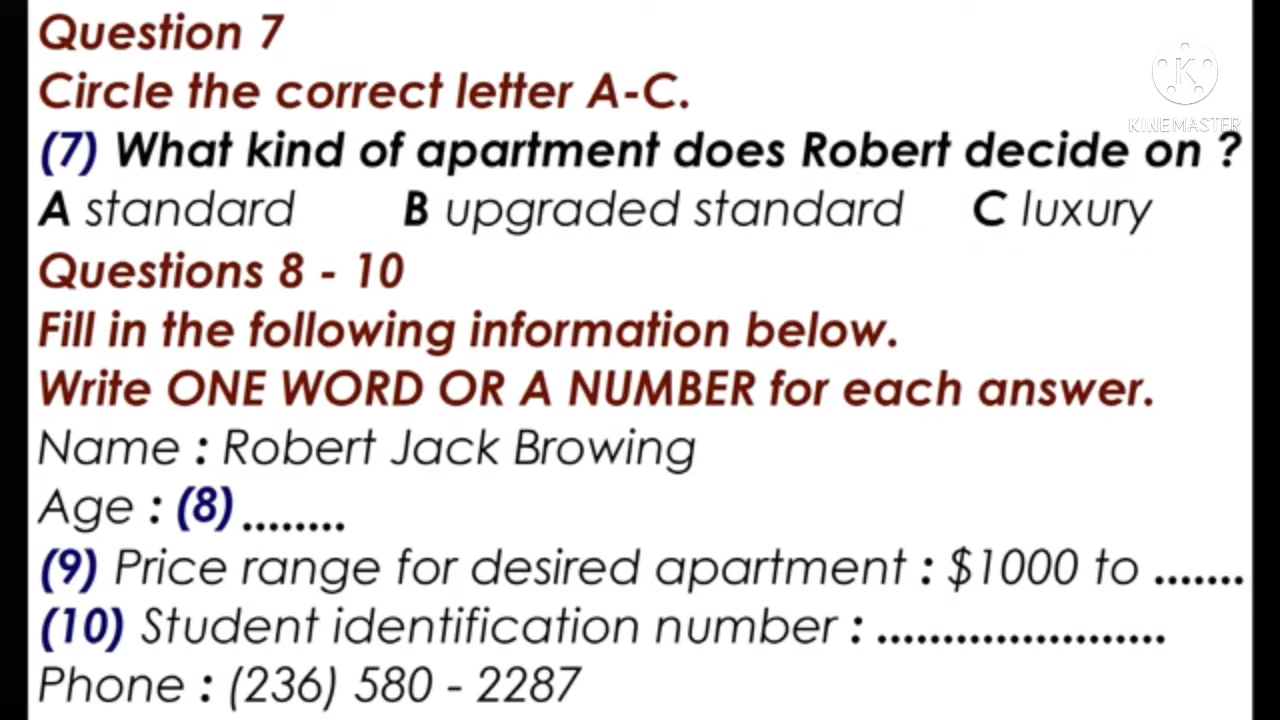 Question 7
Circle the correct letter A-C.
(7) What kind of apartment does Robert decide on ?
A standard B upgraded standard C luxury
Questions 8 - 10
Fill in the following information below.
Write ONE WORD OR A NUMBER for each answer.
Name : Robert Jack Browing
Age : (8) ........
(9) Price range for desired apartment : $1000 to .......
(10) Student identification number : ......................
Phone : (236) 580 - 2287
K
KINEMASTER